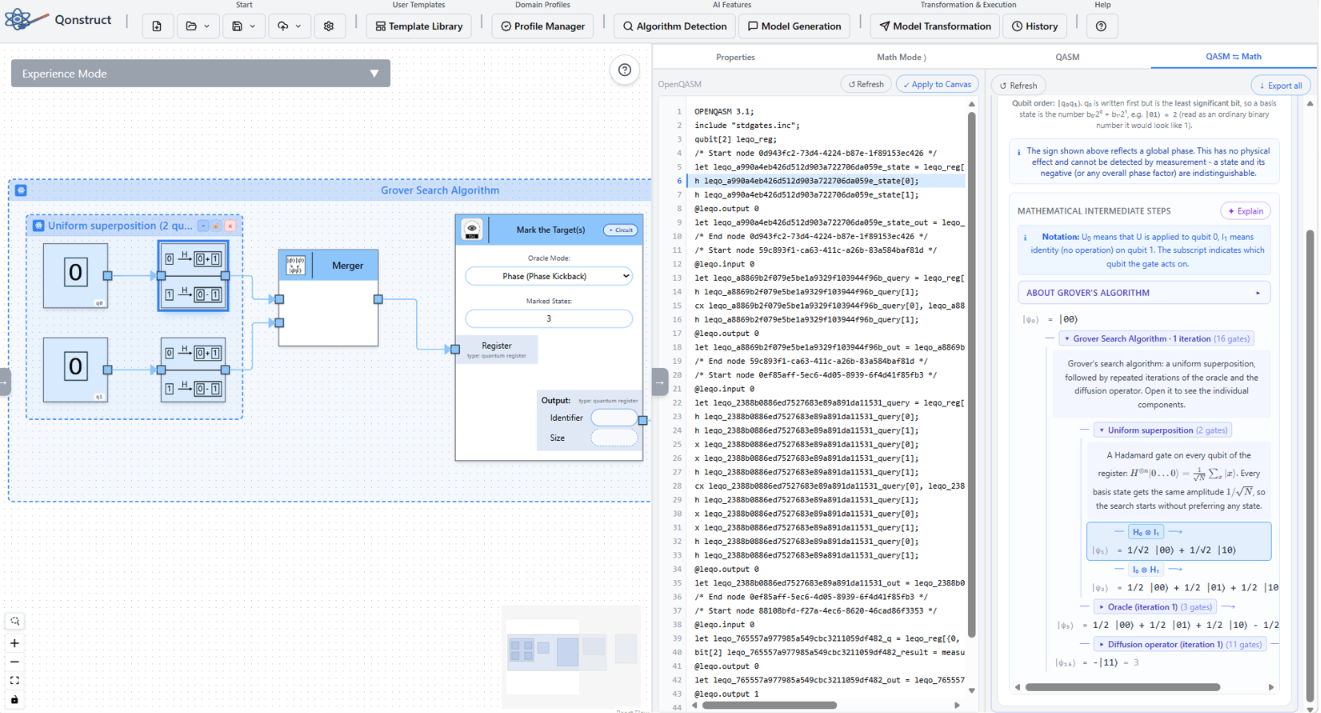 Start
User Templates
Domain Profiles
AI Features
Transformation & Execution
Help
Qonstruct
Template Library
Profile Manager
Algorithm Detection
Model Generation
Model Transformation
History
Experience Mode
Properties
Math Mode ⟩
QASM
QASM ⇆ Math
OpenQASM
↺ Refresh
✓ Apply to Canvas
↺ Refresh
↓ Export all
Grover Search Algorithm
Uniform superposition (2 qu...
0
q0
0 H 0 + 1
1 H 0 - 1
0
q1
0 H 0 + 1
1 H 0 - 1
Merger
Mark the Target(s)
Circuit
Oracle Mode:
Phase (Phase Kickback)
Marked States:
3
Register
type: quantum register
Output: type: quantum register
Identifier
Size
1 OPENQASM 3.1;
2 include "stdgates.inc";
3 qubit[2] leqo_reg;
4 /* Start node 0d943fc2-73d4-4224-b87e-1f89153ec426 */
5 let leqo_a990a4eb426d512d903a722706da059e_state = leqo_reg[
6 h leqo_a990a4eb426d512d903a722706da059e_state[0];
7 h leqo_a990a4eb426d512d903a722706da059e_state[1];
8 @leqo.output 0
9 let leqo_a990a4eb426d512d903a722706da059e_state_out = leqo_
10 /* End node 0d943fc2-73d4-4224-b87e-1f89153ec426 */
11 /* Start node 59c893f1-ca63-411c-a26b-83a584baf81d */
12 @leqo.input 0
13 let leqo_a8869b2f079e5be1a9329f103944f96b_query = leqo_reg[
14 h leqo_a8869b2f079e5be1a9329f103944f96b_query[1];
15 cx leqo_a8869b2f079e5be1a9329f103944f96b_query[0], leqo_a88
16 h leqo_a8869b2f079e5be1a9329f103944f96b_query[1];
17 @leqo.output 0
18 let leqo_a8869b2f079e5be1a9329f103944f96b_out = leqo_a8869b
19 /* End node 59c893f1-ca63-411c-a26b-83a584baf81d */
20 /* Start node 0ef85aff-5ec6-4d05-8939-6f4d41f85fb3 */
21 @leqo.input 0
22 let leqo_2388b0886ed7527683e89a891da11531_query = leqo_reg[
23 h leqo_2388b0886ed7527683e89a891da11531_query[0];
24 h leqo_2388b0886ed7527683e89a891da11531_query[1];
25 x leqo_2388b0886ed7527683e89a891da11531_query[0];
26 x leqo_2388b0886ed7527683e89a891da11531_query[1];
27 h leqo_2388b0886ed7527683e89a891da11531_query[1];
28 cx leqo_2388b0886ed7527683e89a891da11531_query[0], leqo_238
29 h leqo_2388b0886ed7527683e89a891da11531_query[1];
30 x leqo_2388b0886ed7527683e89a891da11531_query[0];
31 x leqo_2388b0886ed7527683e89a891da11531_query[1];
32 h leqo_2388b0886ed7527683e89a891da11531_query[0];
33 h leqo_2388b0886ed7527683e89a891da11531_query[1];
34 @leqo.output 0
35 let leqo_2388b0886ed7527683e89a891da11531_out = leqo_2388b0
36 /* End node 0ef85aff-5ec6-4d05-8939-6f4d41f85fb3 */
37 /* Start node 88108bfd-f27a-4ec6-8620-46cad86f3353 */
38 @leqo.input 0
39 let leqo_765557a977985a549cbc3211059df482_q = leqo_reg[{0,
40 bit[2] leqo_765557a977985a549cbc3211059df482_result = measu
41 @leqo.output 0
42 let leqo_765557a977985a549cbc3211059df482_out = leqo_765557
43 @leqo.output 1
44
Qubit order: |q₀q₁⟩. q₀ is written first but is the least significant bit, so a basis
state is the number b₀·2⁰ + b₁·2¹, e.g. |01⟩ = 2 (read as an ordinary binary
number it would look like 1).
The sign shown above reflects a global phase. This has no physical
effect and cannot be detected by measurement - a state and its
negative (or any overall phase factor) are indistinguishable.
MATHEMATICAL INTERMEDIATE STEPS
✦ Explain
Notation: U₀ means that U is applied to qubit 0, I₁ means
identity (no operation) on qubit 1. The subscript indicates which
qubit the gate acts on.
ABOUT GROVER'S ALGORITHM
|ψ₀⟩ = |00⟩
Grover Search Algorithm · 1 iteration (16 gates)
Grover's search algorithm: a uniform superposition,
followed by repeated iterations of the oracle and the
diffusion operator. Open it to see the individual
components.
Uniform superposition (2 gates)
A Hadamard gate on every qubit of the
register: H⊗ⁿ|0...0⟩ = 1/√N ∑ₓ |x⟩. Every
basis state gets the same amplitude 1/√N, so
the search starts without preferring any state.
H₀ ⊗ I₁
|ψ₁⟩ = 1/√2 |00⟩ + 1/√2 |10⟩
I₀ ⊗ H₁
|ψ₂⟩ = 1/2 |00⟩ + 1/2 |01⟩ + 1/2 |10
Oracle (iteration 1) (3 gates)
|ψ₅⟩ = 1/2 |00⟩ + 1/2 |01⟩ + 1/2 |10⟩ - 1/2
Diffusion operator (iteration 1) (11 gates)
|ψ₁₆⟩ = -|11⟩ = 3